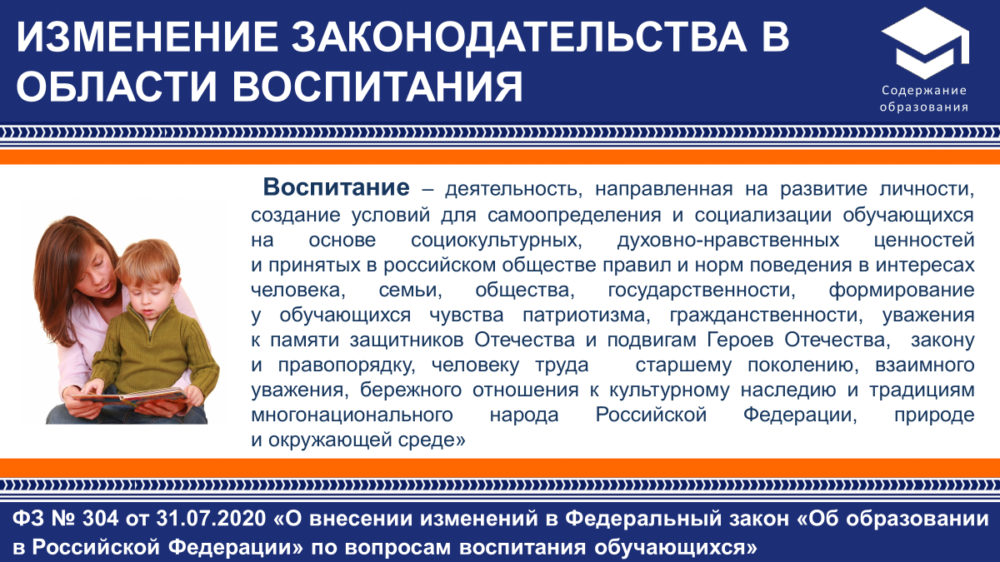 ИЗМЕНЕНИЕ ЗАКОНОДАТЕЛЬСТВА В
ОБЛАСТИ ВОСПИТАНИЯ
Содержание
образования
Воспитание – деятельность, направленная на развитие личности,
создание условий для самоопределения и социализации обучающихся
на основе социокультурных, духовно-нравственных ценностей
и принятых в российском обществе правил и норм поведения в интересах
человека, семьи, общества, государственности, формирование
у обучающихся чувства патриотизма, гражданственности, уважения
к памяти защитников Отечества и подвигам Героев Отечества, закону
и правопорядку, человеку труда старшему поколению, взаимного
уважения, бережного отношения к культурному наследию и традициям
многонационального народа Российской Федерации, природе
и окружающей среде»
ФЗ № 304 от 31.07.2020 «О внесении изменений в Федеральный закон «Об образовании
в Российской Федерации» по вопросам воспитания обучающихся»